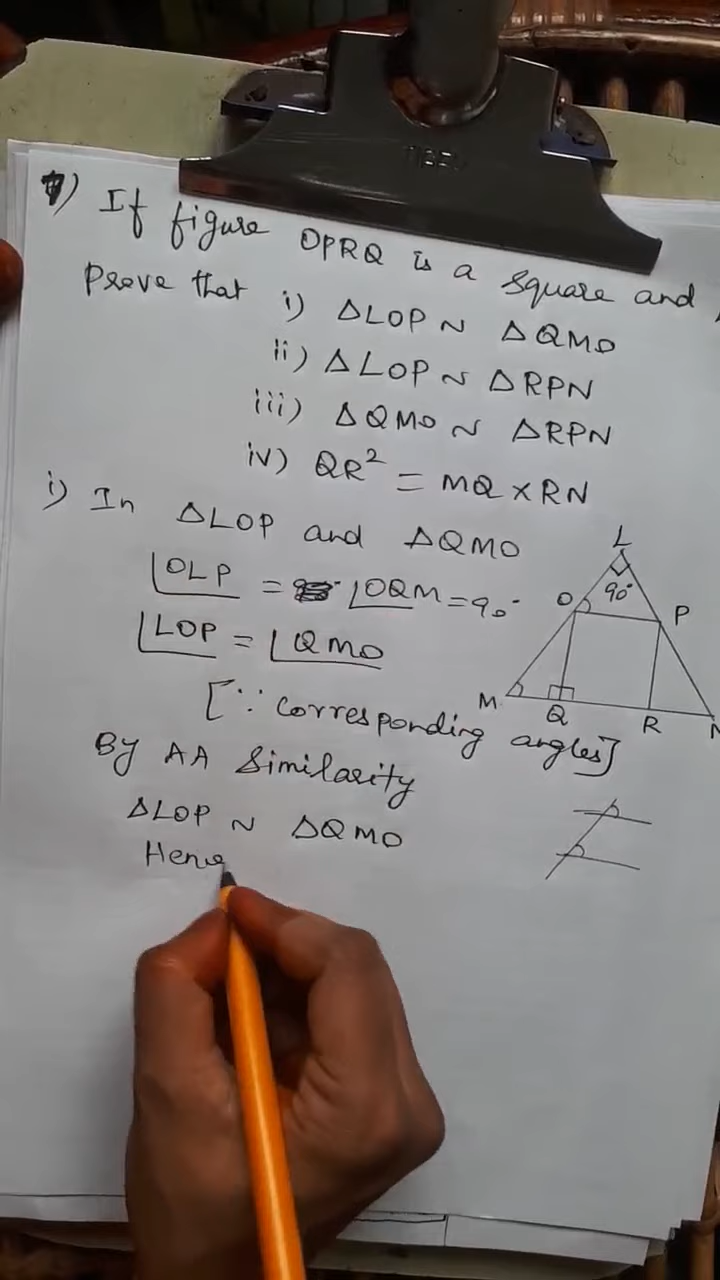 7) If figure OPRQ is a square and
Prove that i) ΔLOP ~ ΔQMO
ii) ΔLOP ~ ΔRPN
iii) ΔQMO ~ ΔRPN
iv) QR² = MQ × RN
i) In ΔLOP and ΔQMO
∠OLP = ∠OQM = 90°
∠LOP = ∠QMO
[∵ corresponding angles]
By AA Similarity
ΔLOP ~ ΔQMO
Hence
L
90°
O
P
M
Q
R
N